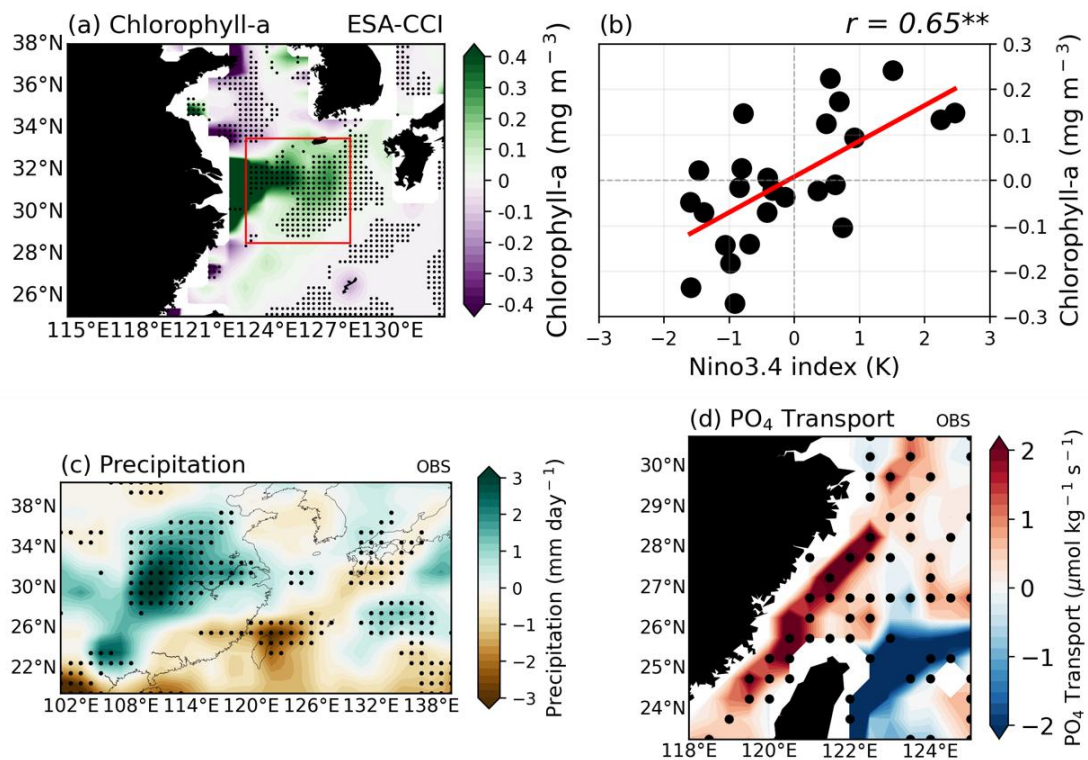 (a) Chlorophyll-a ESA-CCI
38°N
36°N
34°N
32°N
30°N
28°N
26°N
115°E118°E121°E124°E127°E130°E
0.4
0.3
0.2
0.1
0
-0.1
-0.2
-0.3
-0.4
Chlorophyll-a (mg m⁻³)
(b) r = 0.65**
0.3
0.2
0.1
0.0
−0.1
−0.2
−0.3
Chlorophyll-a (mg m⁻³)
−3 −2 −1 0 1 2 3
Nino3.4 index (K)
(c) Precipitation OBS
38°N
34°N
30°N
26°N
22°N
102°E 108°E 114°E 120°E 126°E 132°E 138°E
3
2
1
0
−1
−2
−3
Precipitation (mm day⁻¹)
(d) PO₄ Transport OBS
30°N
29°N
28°N
27°N
26°N
25°N
24°N
118°E 120°E 122°E 124°E
2
1
0
−1
−2
PO₄ Transport (μmol kg⁻¹ s⁻¹)